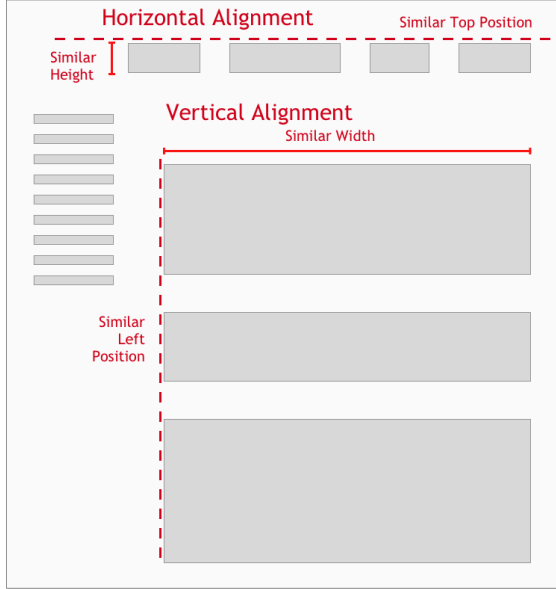 Horizontal Alignment
Similar Top Position
Similar
Height
Vertical Alignment
Similar Width
Similar
Left
Position